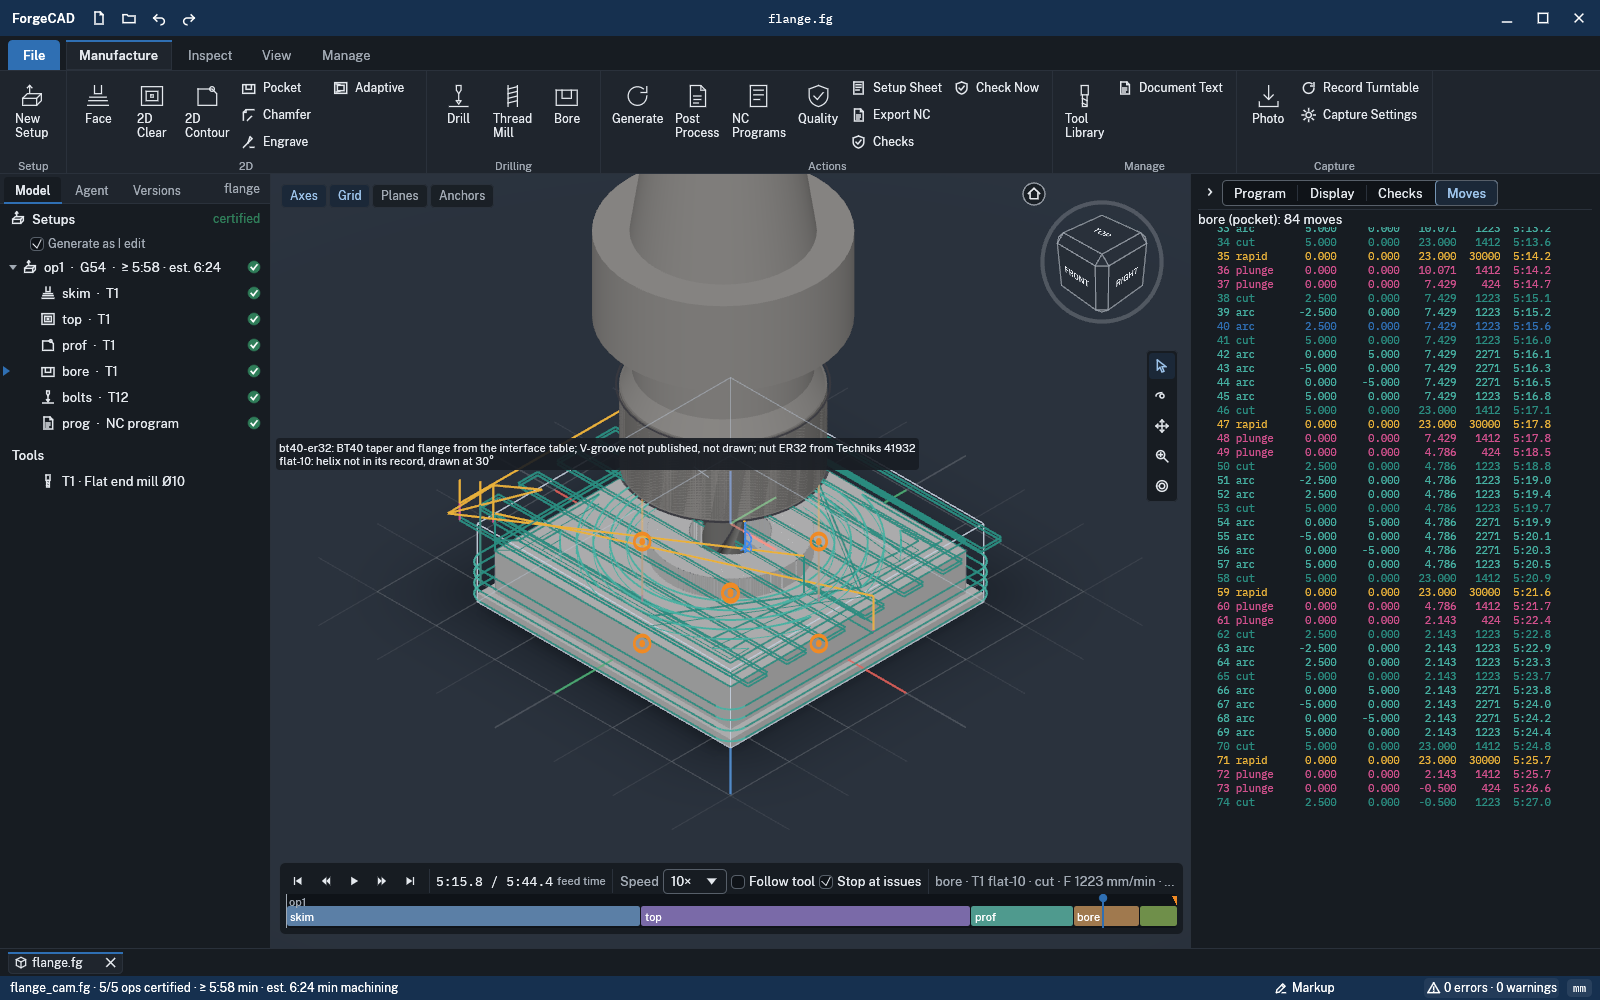 ForgeCAD
flange.fg
File
Manufacture
Inspect
View
Manage
New Setup
Face
2D Clear
2D Contour
Pocket
Chamfer
Engrave
Adaptive
Drill
Thread Mill
Bore
Generate
Post Process
NC Programs
Quality
Setup Sheet
Export NC
Checks
Check Now
Tool Library
Document Text
Photo
Record Turntable
Capture Settings
Setup
2D
Drilling
Actions
Manage
Capture
Model
Agent
Versions
flange
Setups
certified
Generate as I edit
op1 · G54 · ≥ 5:58 · est. 6:24
skim · T1
top · T1
prof · T1
bore · T1
bolts · T12
prog · NC program
Tools
T1 · Flat end mill Ø10
Axes
Grid
Planes
Anchors
TOP
FRONT
RIGHT
bt40-er32: BT40 taper and flange from the interface table; V-groove not published, not drawn; nut ER32 from Techniks 41932
flat-10: helix not in its record, drawn at 30°
5:15.8 / 5:44.4 feed time
Speed
10×
Follow tool
Stop at issues
bore · T1 flat-10 · cut · F 1223 mm/min · ...
op1
skim
top
prof
bore
Program
Display
Checks
Moves
bore (pocket): 84 moves
33 arc 5.000 0.000 10.071 1223 5:13.2
34 cut 5.000 0.000 23.000 1412 5:13.6
35 rapid 0.000 0.000 23.000 30000 5:14.2
36 plunge 0.000 0.000 10.071 1412 5:14.2
37 plunge 0.000 0.000 7.429 424 5:14.7
38 cut 2.500 0.000 7.429 1223 5:15.1
39 arc -2.500 0.000 7.429 1223 5:15.2
40 arc 2.500 0.000 7.429 1223 5:15.6
41 cut 5.000 0.000 7.429 1223 5:16.0
42 arc 0.000 5.000 7.429 2271 5:16.1
43 arc -5.000 0.000 7.429 2271 5:16.3
44 arc 0.000 -5.000 7.429 2271 5:16.5
45 arc 5.000 0.000 7.429 2271 5:16.8
46 cut 5.000 0.000 23.000 1412 5:17.1
47 rapid 0.000 0.000 23.000 30000 5:17.8
48 plunge 0.000 0.000 7.429 1412 5:17.8
49 plunge 0.000 0.000 4.786 424 5:18.5
50 cut 2.500 0.000 4.786 1223 5:18.8
51 arc -2.500 0.000 4.786 1223 5:19.0
52 arc 2.500 0.000 4.786 1223 5:19.4
53 cut 5.000 0.000 4.786 1223 5:19.7
54 arc 0.000 5.000 4.786 2271 5:19.9
55 arc -5.000 0.000 4.786 2271 5:20.1
56 arc 0.000 -5.000 4.786 2271 5:20.3
57 arc 5.000 0.000 4.786 2271 5:20.5
58 cut 5.000 0.000 23.000 1412 5:20.9
59 rapid 0.000 0.000 23.000 30000 5:21.6
60 plunge 0.000 0.000 4.786 1412 5:21.7
61 plunge 0.000 0.000 2.143 424 5:22.4
62 cut 2.500 0.000 2.143 1223 5:22.8
63 arc -2.500 0.000 2.143 1223 5:22.9
64 arc 2.500 0.000 2.143 1223 5:23.3
65 cut 5.000 0.000 2.143 1223 5:23.7
66 arc 0.000 5.000 2.143 2271 5:23.8
67 arc -5.000 0.000 2.143 2271 5:24.0
68 arc 0.000 -5.000 2.143 2271 5:24.2
69 arc 5.000 0.000 2.143 2271 5:24.4
70 cut 5.000 0.000 23.000 1412 5:24.8
71 rapid 0.000 0.000 23.000 30000 5:25.7
72 plunge 0.000 0.000 2.143 1412 5:25.7
73 plunge 0.000 0.000 -0.500 424 5:26.6
74 cut 2.500 0.000 -0.500 1223 5:27.0
flange.fg
flange_cam.fg · 5/5 ops certified · ≥ 5:58 min · est. 6:24 min machining
Markup
0 errors · 0 warnings
mm